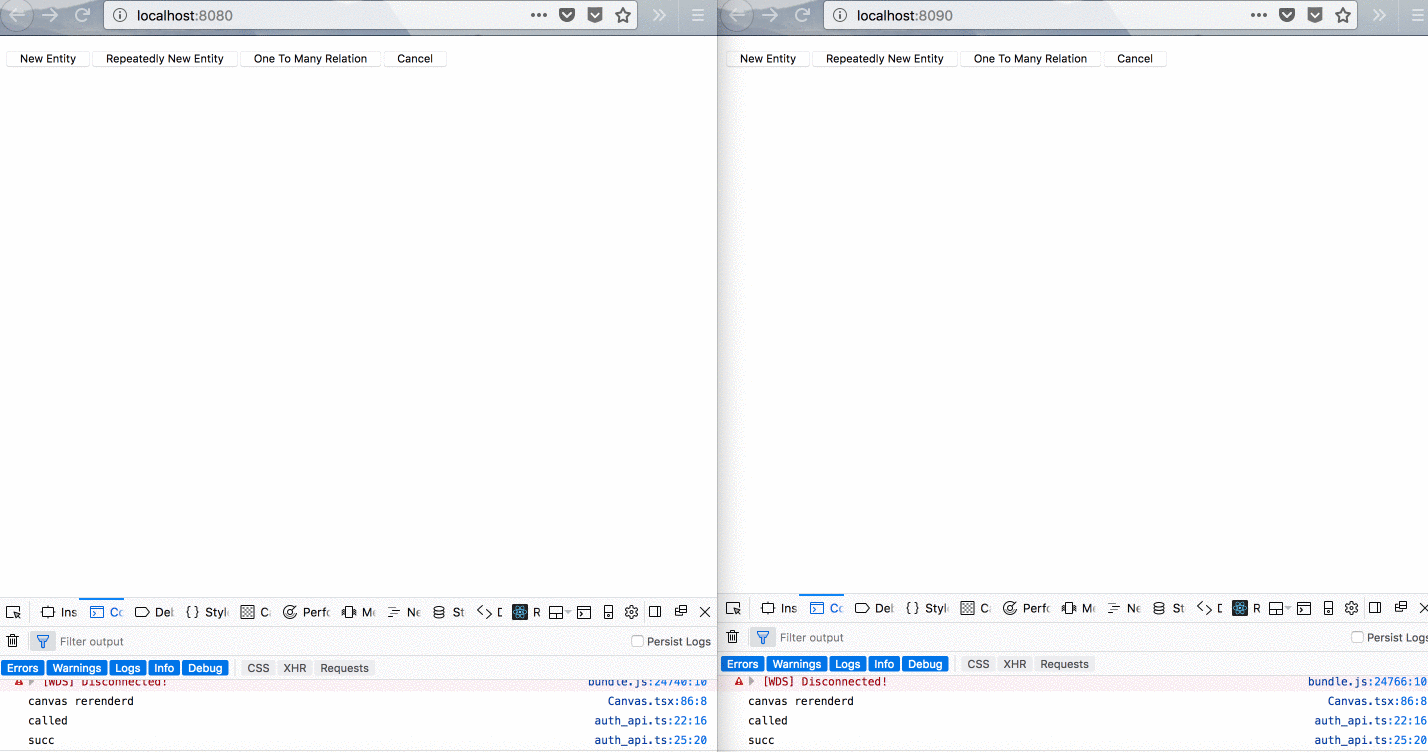 localhost:8080
New Entity Repeatedly New Entity One To Many Relation Cancel
Ins Co Deb Style C Perfo Me Ne St D R
Filter output Persist Logs
Errors Warnings Logs Info Debug CSS XHR Requests
[WDS] Disconnected! bundle.js:24740:10
canvas rerenderd Canvas.tsx:86:8
called auth_api.ts:22:16
succ auth_api.ts:25:20
localhost:8090
New Entity Repeatedly New Entity One To Many Relation Cancel
Ins Co Deb Style C Perfo Me Ne St D R
Filter output Persist Logs
Errors Warnings Logs Info Debug CSS XHR Requests
[WDS] Disconnected! bundle.js:24766:10
canvas rerenderd Canvas.tsx:86:8
called auth_api.ts:22:16
succ auth_api.ts:25:20